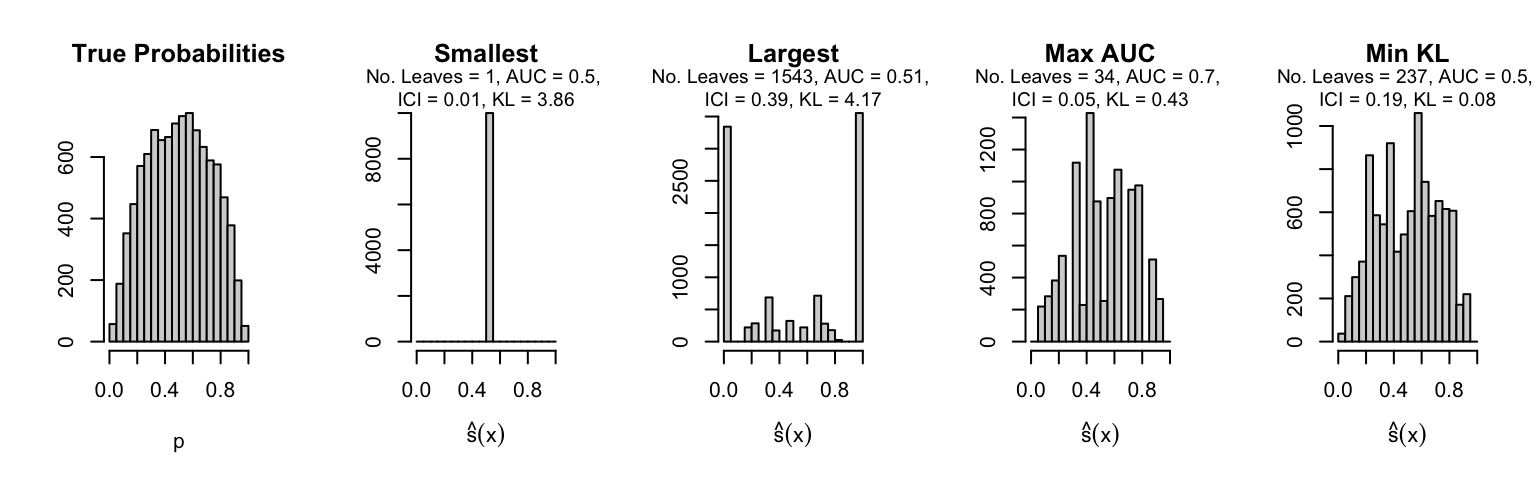 True Probabilities
600
400
200
0
0.0 0.4 0.8
p
Smallest
No. Leaves = 1, AUC = 0.5,
ICI = 0.01, KL = 3.86
8000
4000
0
0.0 0.4 0.8
ŝ(x)
Largest
No. Leaves = 1543, AUC = 0.51,
ICI = 0.39, KL = 4.17
2500
1000
0
0.0 0.4 0.8
ŝ(x)
Max AUC
No. Leaves = 34, AUC = 0.7,
ICI = 0.05, KL = 0.43
1200
800
400
0
0.0 0.4 0.8
ŝ(x)
Min KL
No. Leaves = 237, AUC = 0.5,
ICI = 0.19, KL = 0.08
1000
600
200
0
0.0 0.4 0.8
ŝ(x)